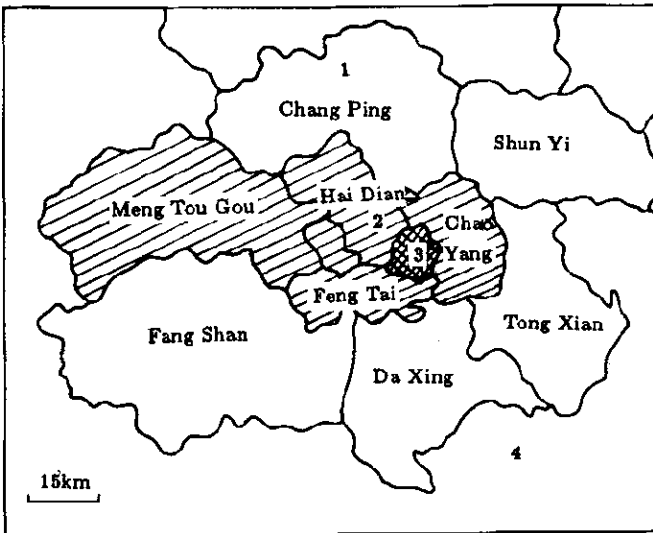 1
Chang Ping
Shun Yi
Hai Dian
Meng Tou Gou
2
Chao
Yang
3
Feng Tai
Fang Shan
Tong Xian
Da Xing
4
15km